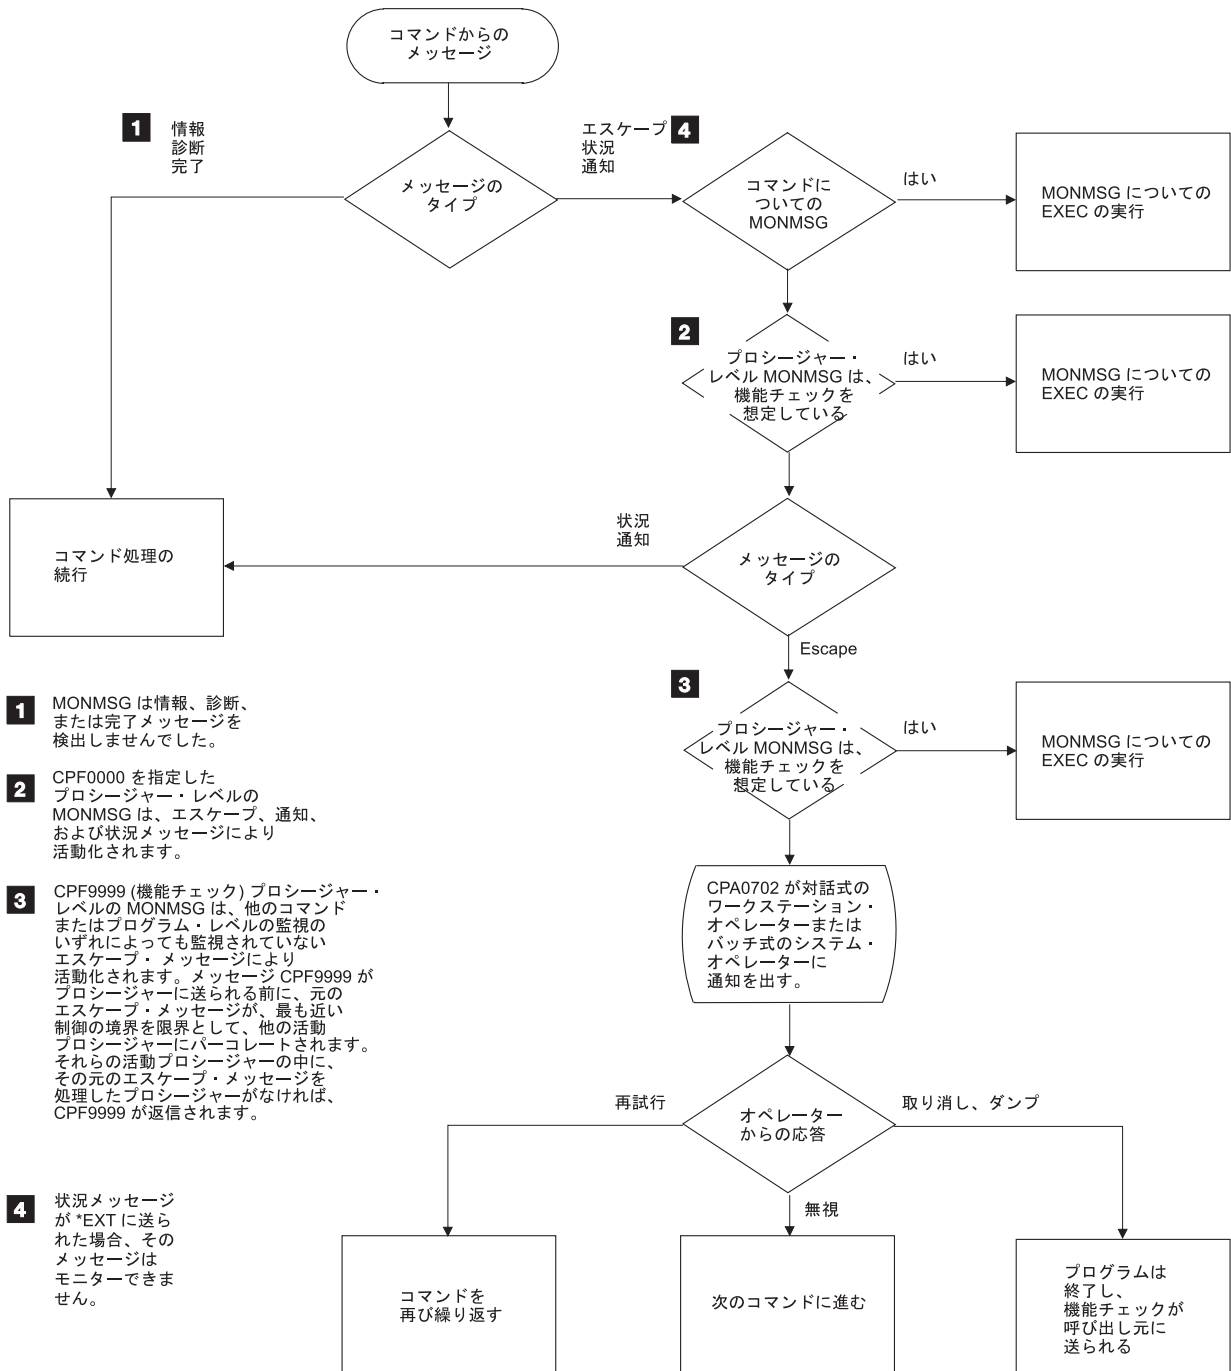 コマンドからの
メッセージ
1
情報
診断
完了
メッセージの
タイプ
エスケープ
状況
通知
4
コマンドに
ついての
MONMSG
はい
MONMSG についての
EXEC の実行
2
プロシージャー・
レベル MONMSG は、
機能チェックを
想定している
はい
MONMSG についての
EXEC の実行
コマンド処理の
続行
状況
通知
メッセージの
タイプ
Escape
3
プロシージャー・
レベル MONMSG は、
機能チェックを
想定している
はい
MONMSG についての
EXEC の実行
CPA0702 が対話式の
ワークステーション・
オペレーターまたは
バッチ式のシステム・
オペレーターに
通知を出す。
再試行
オペレーター
からの応答
取り消し、ダンプ
無視
コマンドを
再び繰り返す
次のコマンドに進む
プログラムは
終了し、
機能チェックが
呼び出し元に
送られる
1
MONMSG は情報、診断、
または完了メッセージを
検出しませんでした。
2
CPF0000 を指定した
プロシージャー・レベルの
MONMSG は、エスケープ、通知、
および状況メッセージにより
活動化されます。
3
CPF9999 (機能チェック) プロシージャー・
レベルの MONMSG は、他のコマンド
またはプログラム・レベルの監視の
いずれによっても監視されていない
エスケープ・ メッセージにより
活動化されます。メッセージ CPF9999 が
プロシージャーに送られる前に、元の
エスケープ・メッセージが、最も近い
制御の境界を限界として、他の活動
プロシージャーにパーコレートされます。
それらの活動プロシージャーの中に、
その元のエスケープ・メッセージを
処理したプロシージャーがなければ、
CPF9999 が返信されます。
4
状況メッセージ
が *EXT に送ら
れた場合、その
メッセージは
モニターできま
せん。